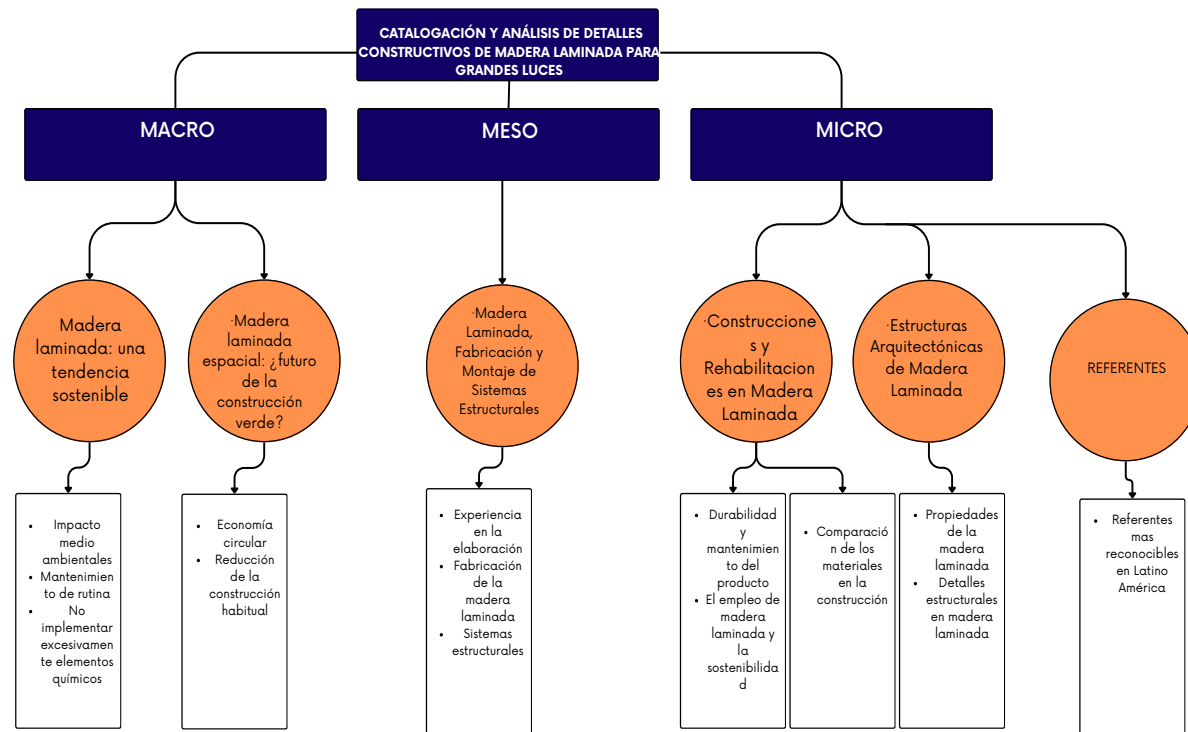 CATALOGACIÓN Y ANÁLISIS DE DETALLES
CONSTRUCTIVOS DE MADERA LAMINADA PARA
GRANDES LUCES
MACRO
MESO
MICRO
Madera
laminada: una
tendencia
sostenible
·Madera
laminada
espacial: ¿futuro
de la
construcción
verde?
·Madera
Laminada,
Fabricación y
Montaje de
Sistemas
Estructurales
·Construccione
s y
Rehabilitacion
es en Madera
Laminada
·Estructuras
Arquitectónicas
de Madera
Laminada
REFERENTES
• Impacto
medio
ambientales
• Mantenimien
to de rutina
• No
implementar
excesivamen
te elementos
químicos
• Economía
circular
• Reducción
de la
construcción
habitual
• Experiencia
en la
elaboración
• Fabricación
de la
madera
laminada
• Sistemas
estructurales
• Durabilidad
y
mantenimie
nto del
producto
• El empleo de
madera
laminada y
la
sostenibilida
d
• Comparació
n de los
materiales
en la
construcción
• Propiedades
de la
madera
laminada
• Detalles
estructurales
en madera
laminada
• Referentes
mas
reconocibles
en Latino
América